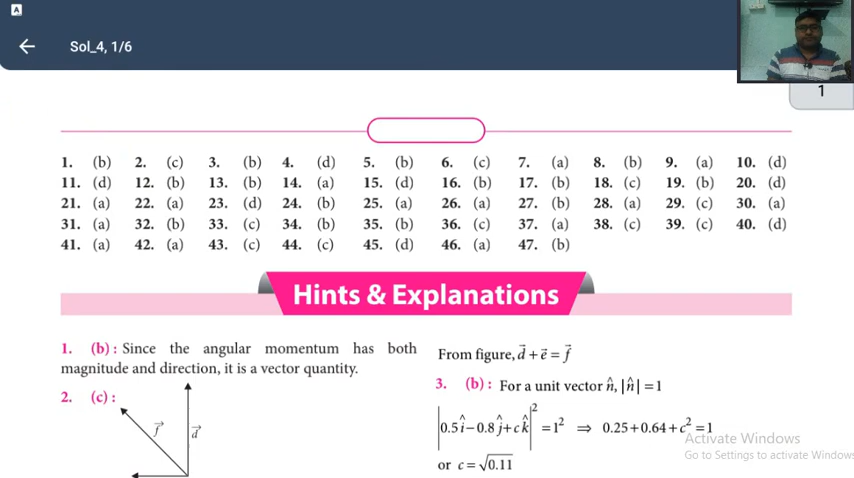 A
Sol_4, 1/6
1
1. (b) 2. (c) 3. (b) 4. (d) 5. (b) 6. (c) 7. (a) 8. (b) 9. (a) 10. (d)
11. (d) 12. (b) 13. (b) 14. (a) 15. (d) 16. (b) 17. (b) 18. (c) 19. (b) 20. (d)
21. (a) 22. (a) 23. (d) 24. (b) 25. (a) 26. (a) 27. (b) 28. (a) 29. (c) 30. (a)
31. (a) 32. (b) 33. (c) 34. (b) 35. (b) 36. (c) 37. (a) 38. (c) 39. (c) 40. (d)
41. (a) 42. (a) 43. (c) 44. (c) 45. (d) 46. (a) 47. (b)
Hints & Explanations
1. (b) : Since the angular momentum has both
magnitude and direction, it is a vector quantity.
2. (c) :
f⃗ d⃗
From figure, d⃗ + e⃗ = f⃗
3. (b) : For a unit vector n̂, |n̂| = 1
|0.5î − 0.8ĵ + ck̂|² = 1² ⇒ 0.25 + 0.64 + c² = 1
or c = √0.11
Activate Windows
Go to Settings to activate Windows